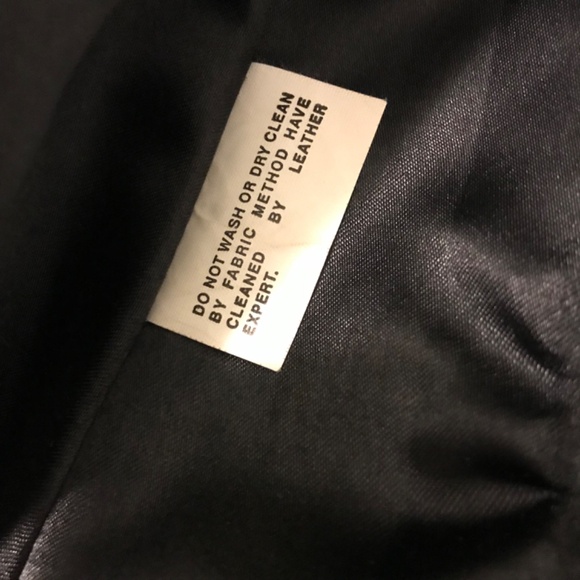 DO NOT WASH OR DRY CLEAN
BY FABRIC METHOD HAVE
CLEANED BY LEATHER
EXPERT.